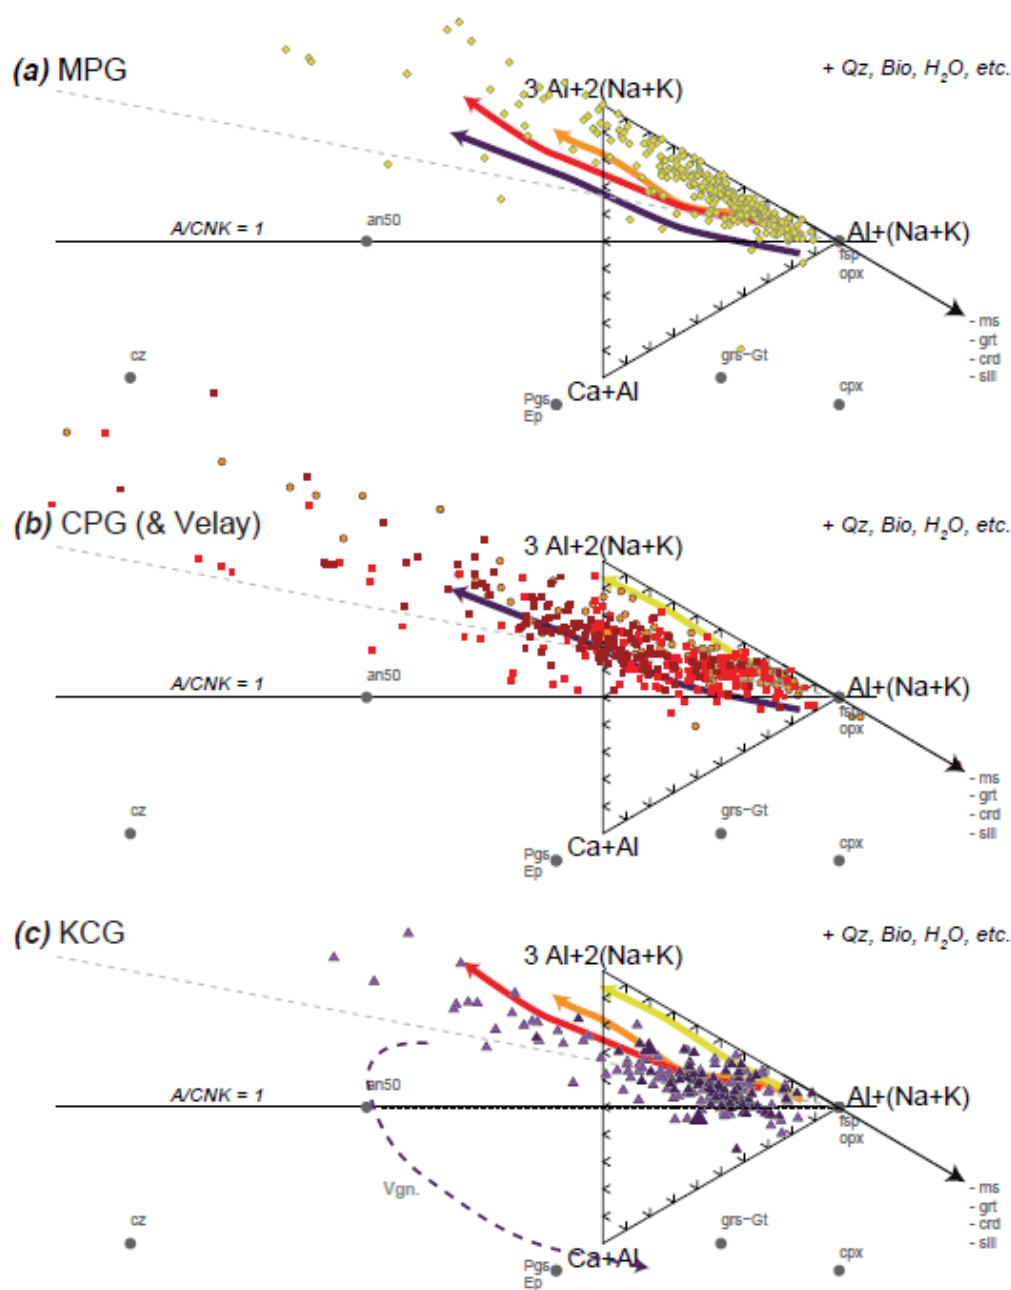 (a) MPG
+ Qz, Bio, H2O, etc.
3 Al+2(Na+K)
A/CNK = 1
an50
Al+(Na+K)
fsp
opx
- ms
- grt
- crd
- sill
cz
grs-Gt
Ca+Al
Pgs
Ep
cpx
(b) CPG (& Velay)
+ Qz, Bio, H2O, etc.
3 Al+2(Na+K)
A/CNK = 1
an50
Al+(Na+K)
fsp
opx
- ms
- grt
- crd
- sill
cz
grs-Gt
Ca+Al
Pgs
Ep
cpx
(c) KCG
+ Qz, Bio, H2O, etc.
3 Al+2(Na+K)
A/CNK = 1
an50
Al+(Na+K)
fsp
opx
Vgn.
- ms
- grt
- crd
- sill
cz
grs-Gt
Ca+Al
Pgs
Ep
cpx